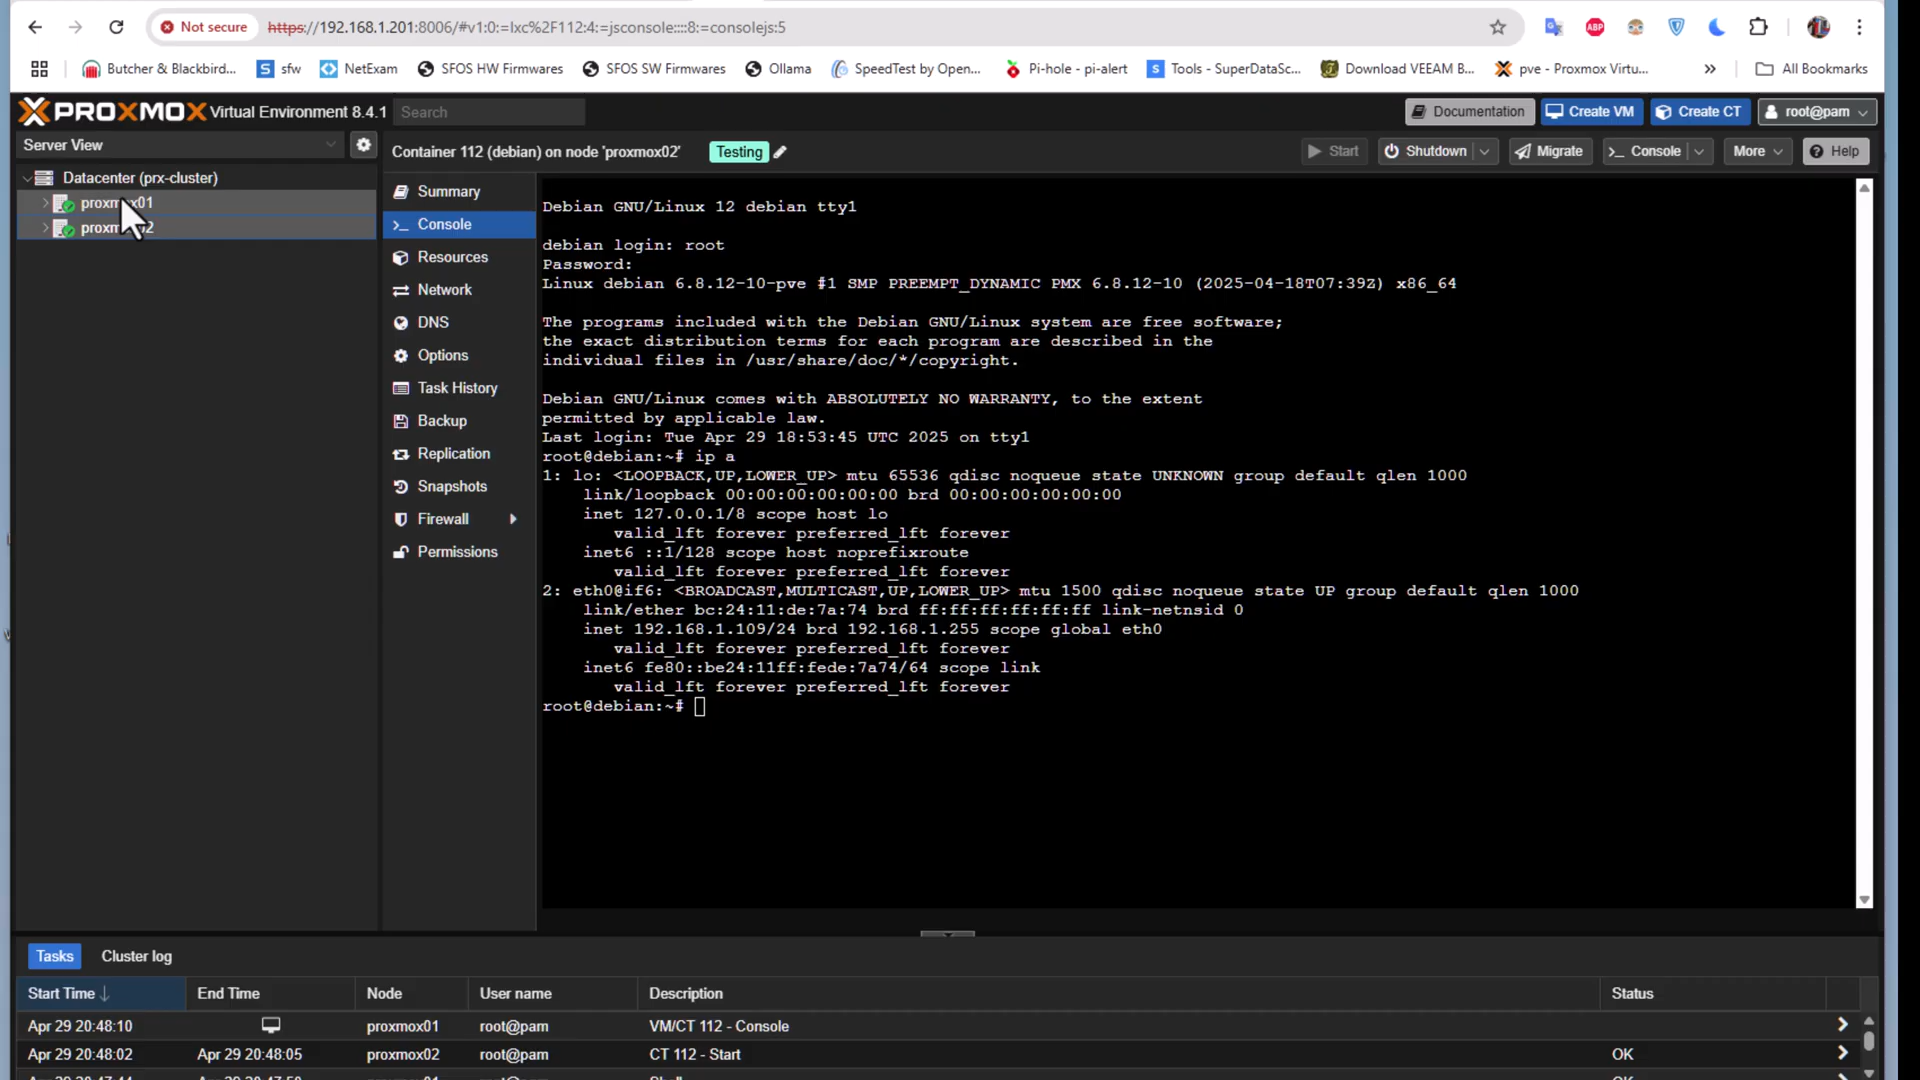 Not secure https://192.168.1.201:8006/#v1:0:=lxc%2F112:4:=jsconsole::::8:=consolejs:5
Butcher & Blackbird...
sfw
NetExam
SFOS HW Firmwares
SFOS SW Firmwares
Ollama
SpeedTest by Open...
Pi-hole - pi-alert
Tools - SuperDataSc...
Download VEEAM B...
pve - Proxmox Virtu...
» All Bookmarks
PROXMOX Virtual Environment 8.4.1 Search
Documentation Create VM Create CT root@pam
Server View
Container 112 (debian) on node 'proxmox02' Testing
Start Shutdown Migrate Console More Help
Datacenter (prx-cluster)
proxmox01
Summary
Console
Resources
Network
DNS
Options
Task History
Backup
Replication
Snapshots
Firewall
Permissions
Debian GNU/Linux 12 debian tty1
debian login: root
Password:
Linux debian 6.8.12-10-pve #1 SMP PREEMPT_DYNAMIC PMX 6.8.12-10 (2025-04-18T07:39Z) x86_64
The programs included with the Debian GNU/Linux system are free software;
the exact distribution terms for each program are described in the
individual files in /usr/share/doc/*/copyright.
Debian GNU/Linux comes with ABSOLUTELY NO WARRANTY, to the extent
permitted by applicable law.
Last login: Tue Apr 29 18:53:45 UTC 2025 on tty1
root@debian:~# ip a
1: lo: <LOOPBACK,UP,LOWER_UP> mtu 65536 qdisc noqueue state UNKNOWN group default qlen 1000
link/loopback 00:00:00:00:00:00 brd 00:00:00:00:00:00
inet 127.0.0.1/8 scope host lo
valid_lft forever preferred_lft forever
inet6 ::1/128 scope host noprefixroute
valid_lft forever preferred_lft forever
2: eth0@if6: <BROADCAST,MULTICAST,UP,LOWER_UP> mtu 1500 qdisc noqueue state UP group default qlen 1000
link/ether bc:24:11:de:7a:74 brd ff:ff:ff:ff:ff:ff link-netnsid 0
inet 192.168.1.109/24 brd 192.168.1.255 scope global eth0
valid_lft forever preferred_lft forever
inet6 fe80::be24:11ff:fede:7a74/64 scope link
valid_lft forever preferred_lft forever
root@debian:~#
Tasks Cluster log
Start Time End Time Node User name Description Status
Apr 29 20:48:10 proxmox01 root@pam VM/CT 112 - Console
Apr 29 20:48:02 Apr 29 20:48:05 proxmox02 root@pam CT 112 - Start OK